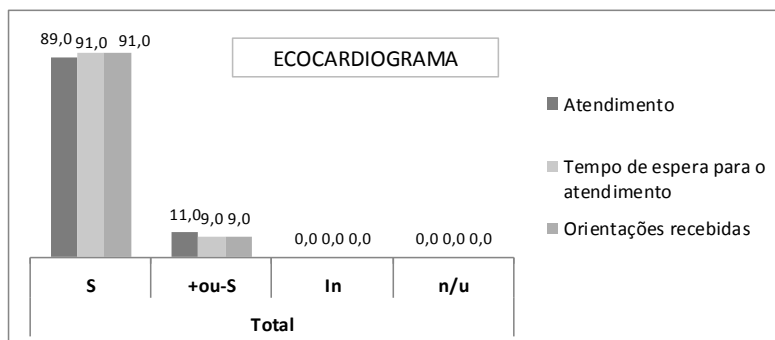 ECOCARDIOGRAMA
89,0 91,0 91,0
11,0 9,0 9,0
0,0 0,0 0,0
0,0 0,0 0,0
S
+ou-S
In
n/u
Total
Atendimento
Tempo de espera para o
atendimento
Orientações recebidas